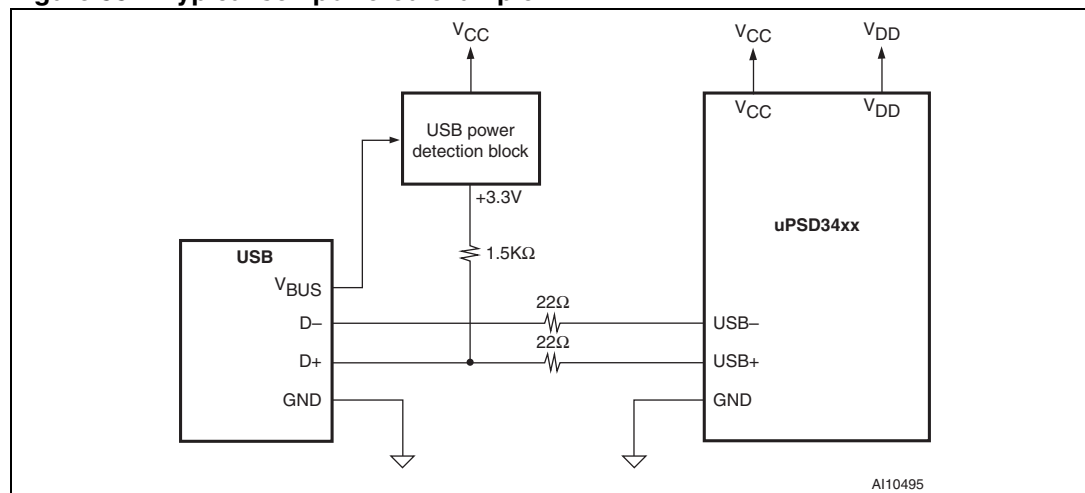 VCC
VCC
VDD
USB power
detection block
VCC
VDD
+3.3V
uPSD34xx
USB
1.5KΩ
VBUS
22Ω
D–
USB–
22Ω
D+
USB+
GND
GND
AI10495